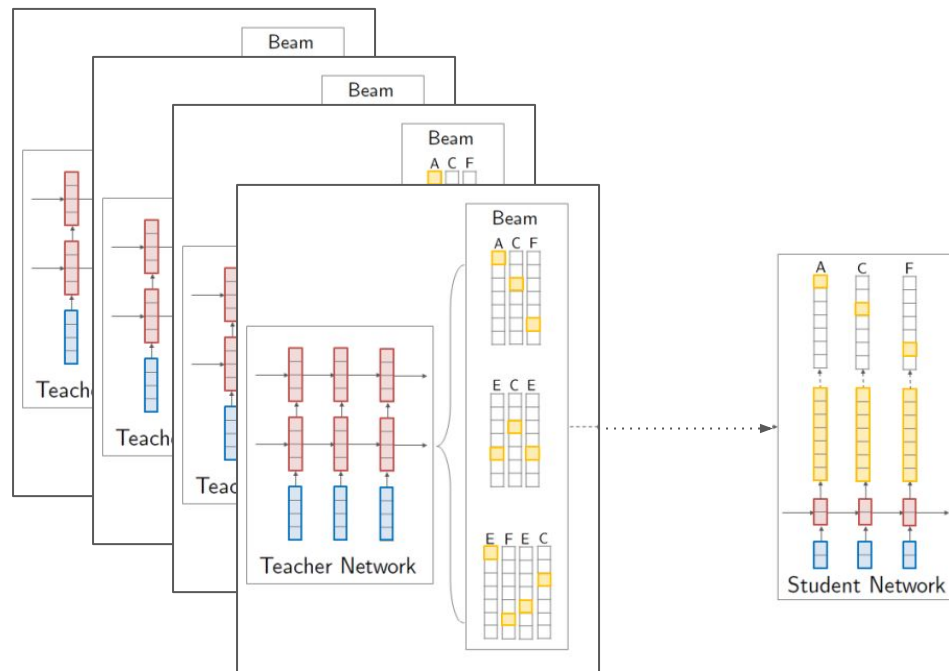 Beam
Beam
Beam
A C F
Beam
A C F
E C E
E F E C
Teacher Network
A C F
Student Network